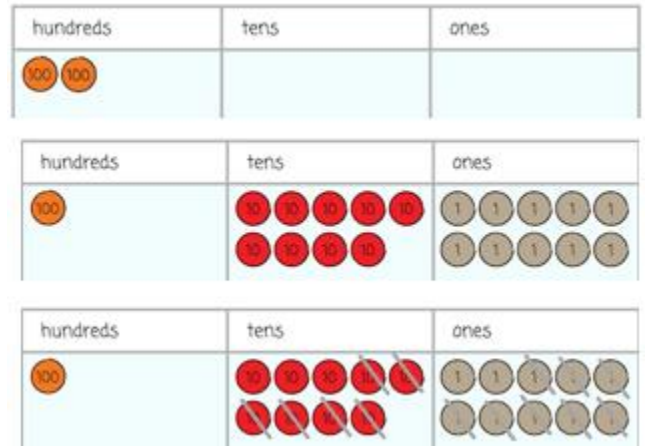 hundreds tens ones
100 100
hundreds tens ones
100 10 10 10 10 10 1 1 1 1 1
10 10 10 10 1 1 1 1 1
hundreds tens ones
100 10 10 10 1 1 1